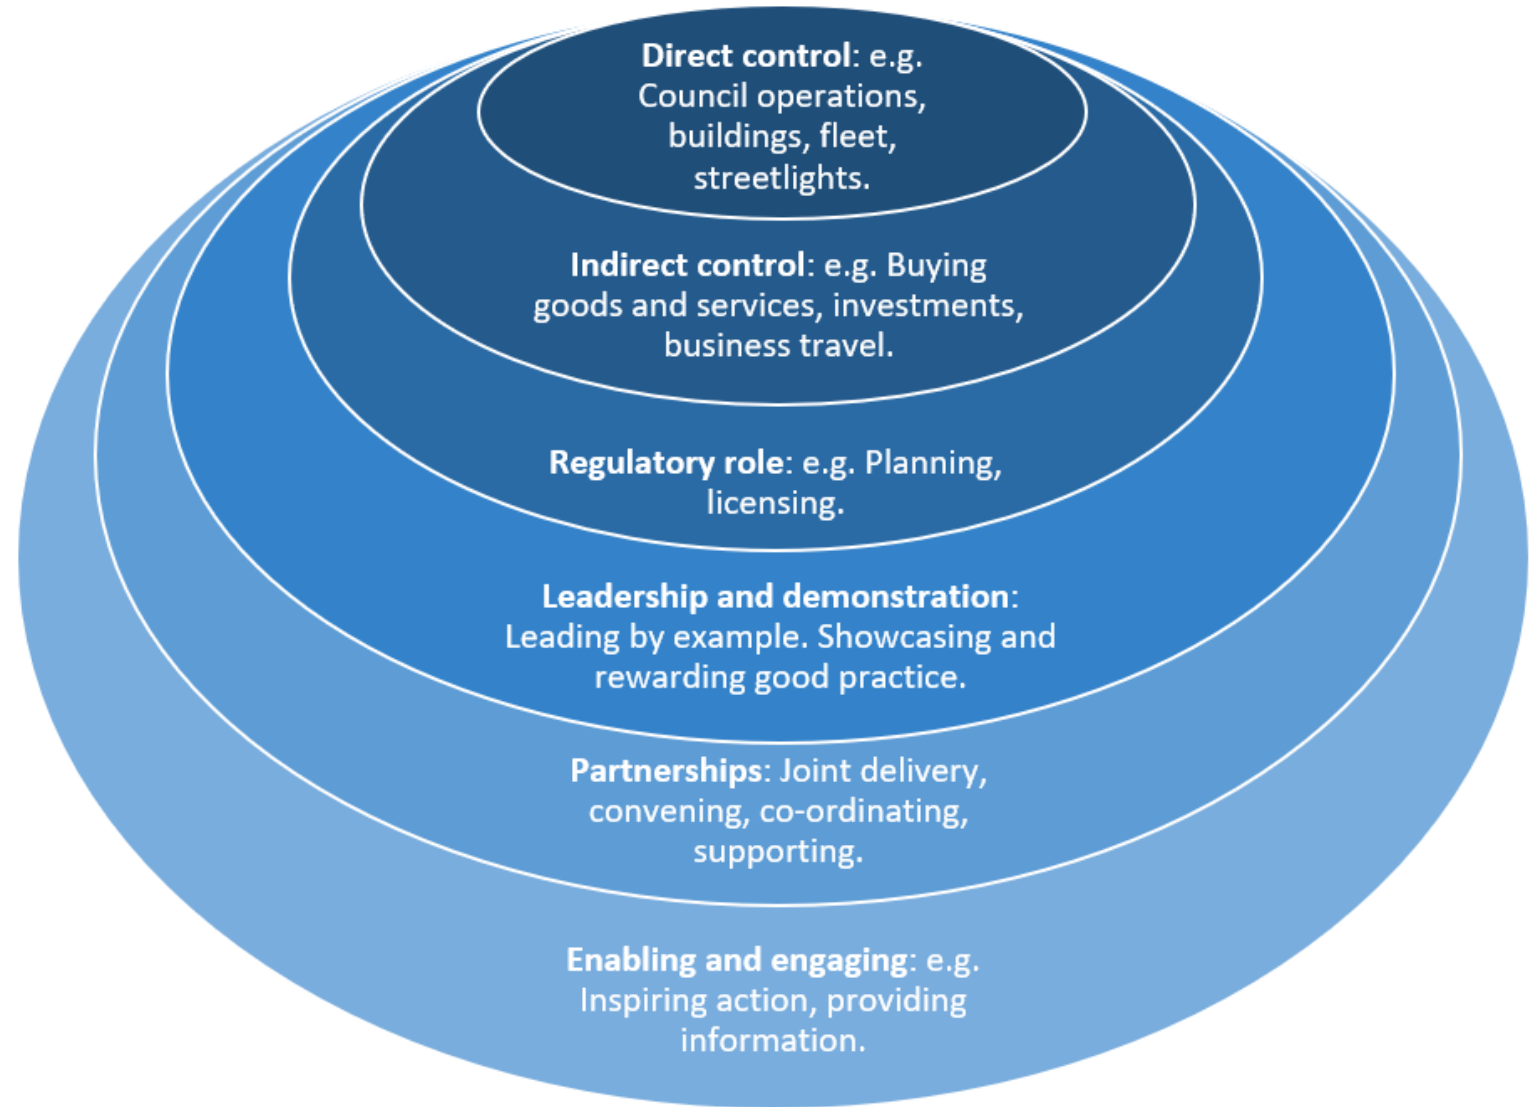 Direct control: e.g.
Council operations,
buildings, fleet,
streetlights.
Indirect control: e.g. Buying
goods and services, investments,
business travel.
Regulatory role: e.g. Planning,
licensing.
Leadership and demonstration:
Leading by example. Showcasing and
rewarding good practice.
Partnerships: Joint delivery,
convening, co-ordinating,
supporting.
Enabling and engaging: e.g.
Inspiring action, providing
information.